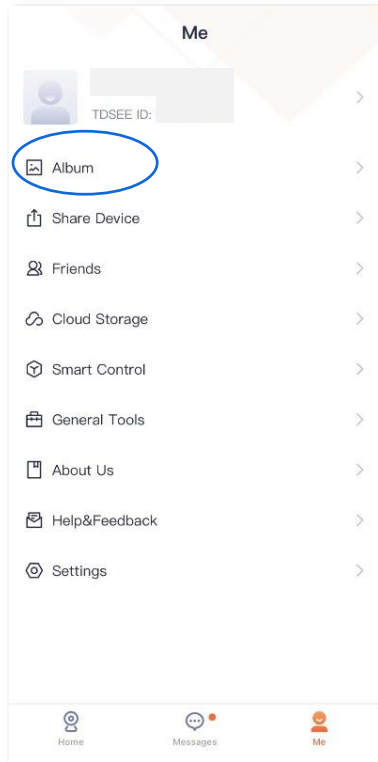 Me
TDSEE ID:
Album
Share Device
Friends
Cloud Storage
Smart Control
General Tools
About Us
Help&Feedback
Settings
Home
Messages
Me